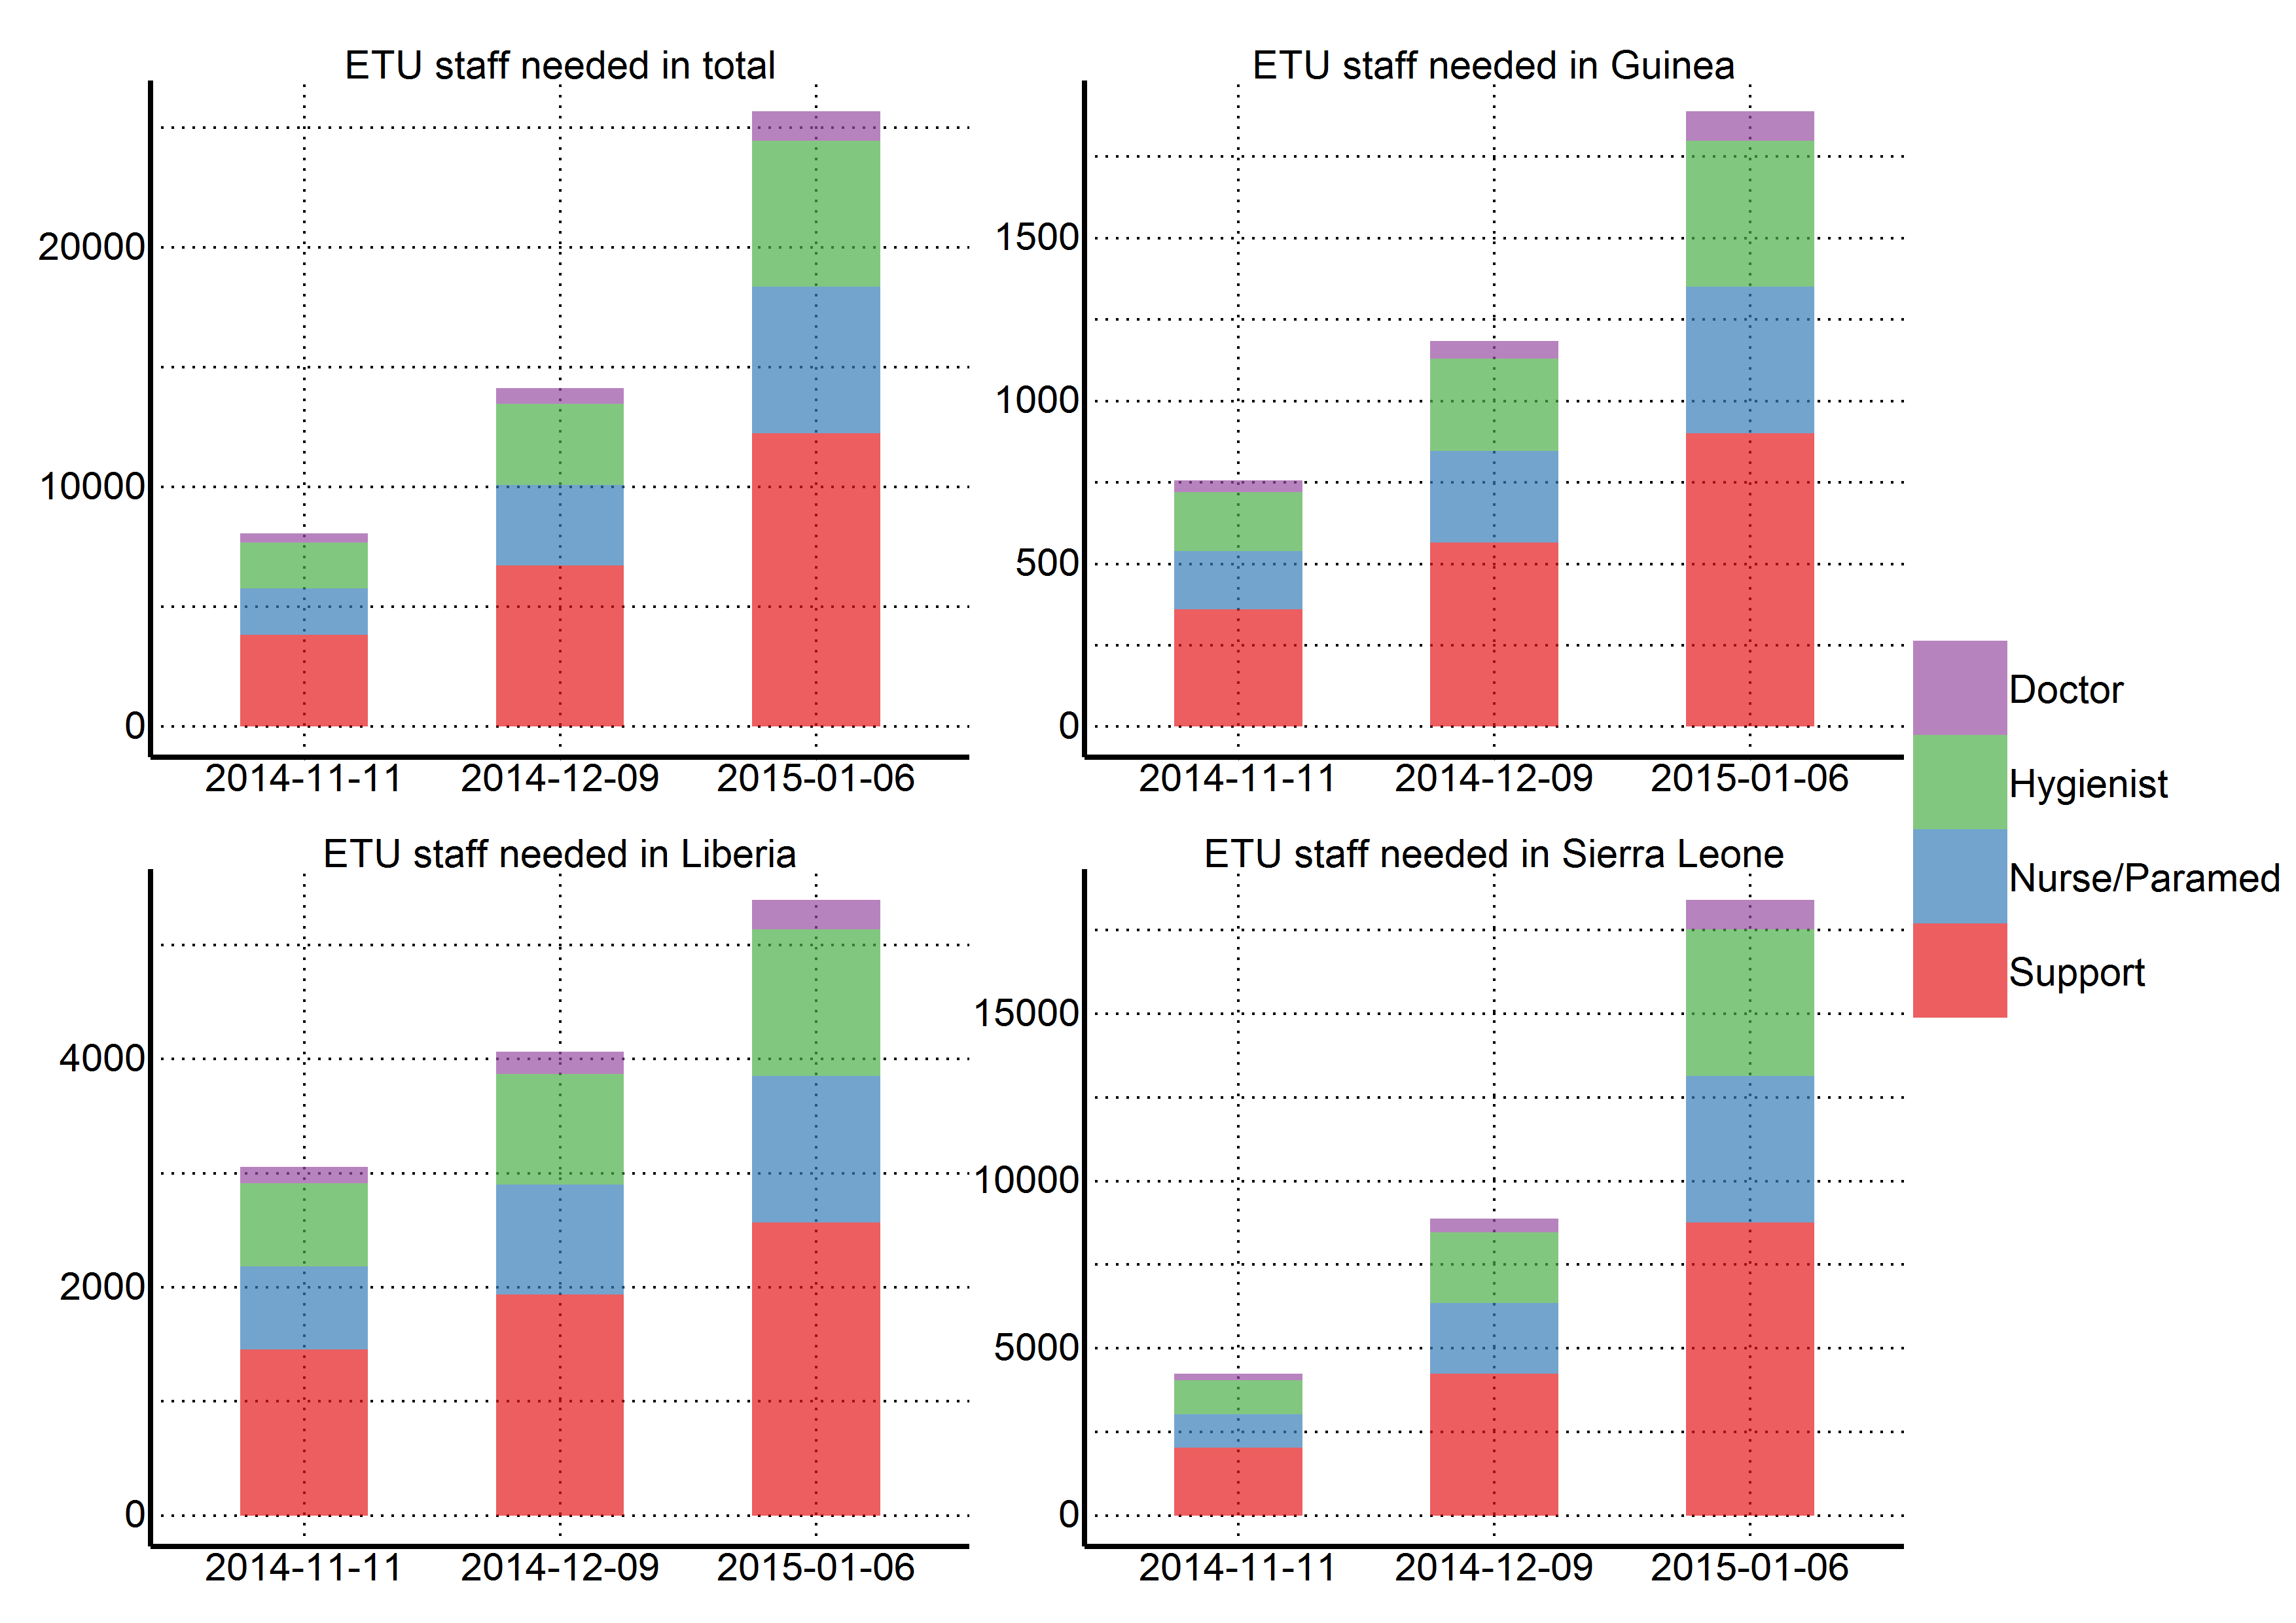 ETU staff needed in total
20000
10000
0
2014-11-11 2014-12-09 2015-01-06
ETU staff needed in Guinea
1500
1000
500
0
2014-11-11 2014-12-09 2015-01-06
ETU staff needed in Liberia
4000
2000
0
2014-11-11 2014-12-09 2015-01-06
ETU staff needed in Sierra Leone
15000
10000
5000
0
2014-11-11 2014-12-09 2015-01-06
Doctor
Hygienist
Nurse/Paramed
Support